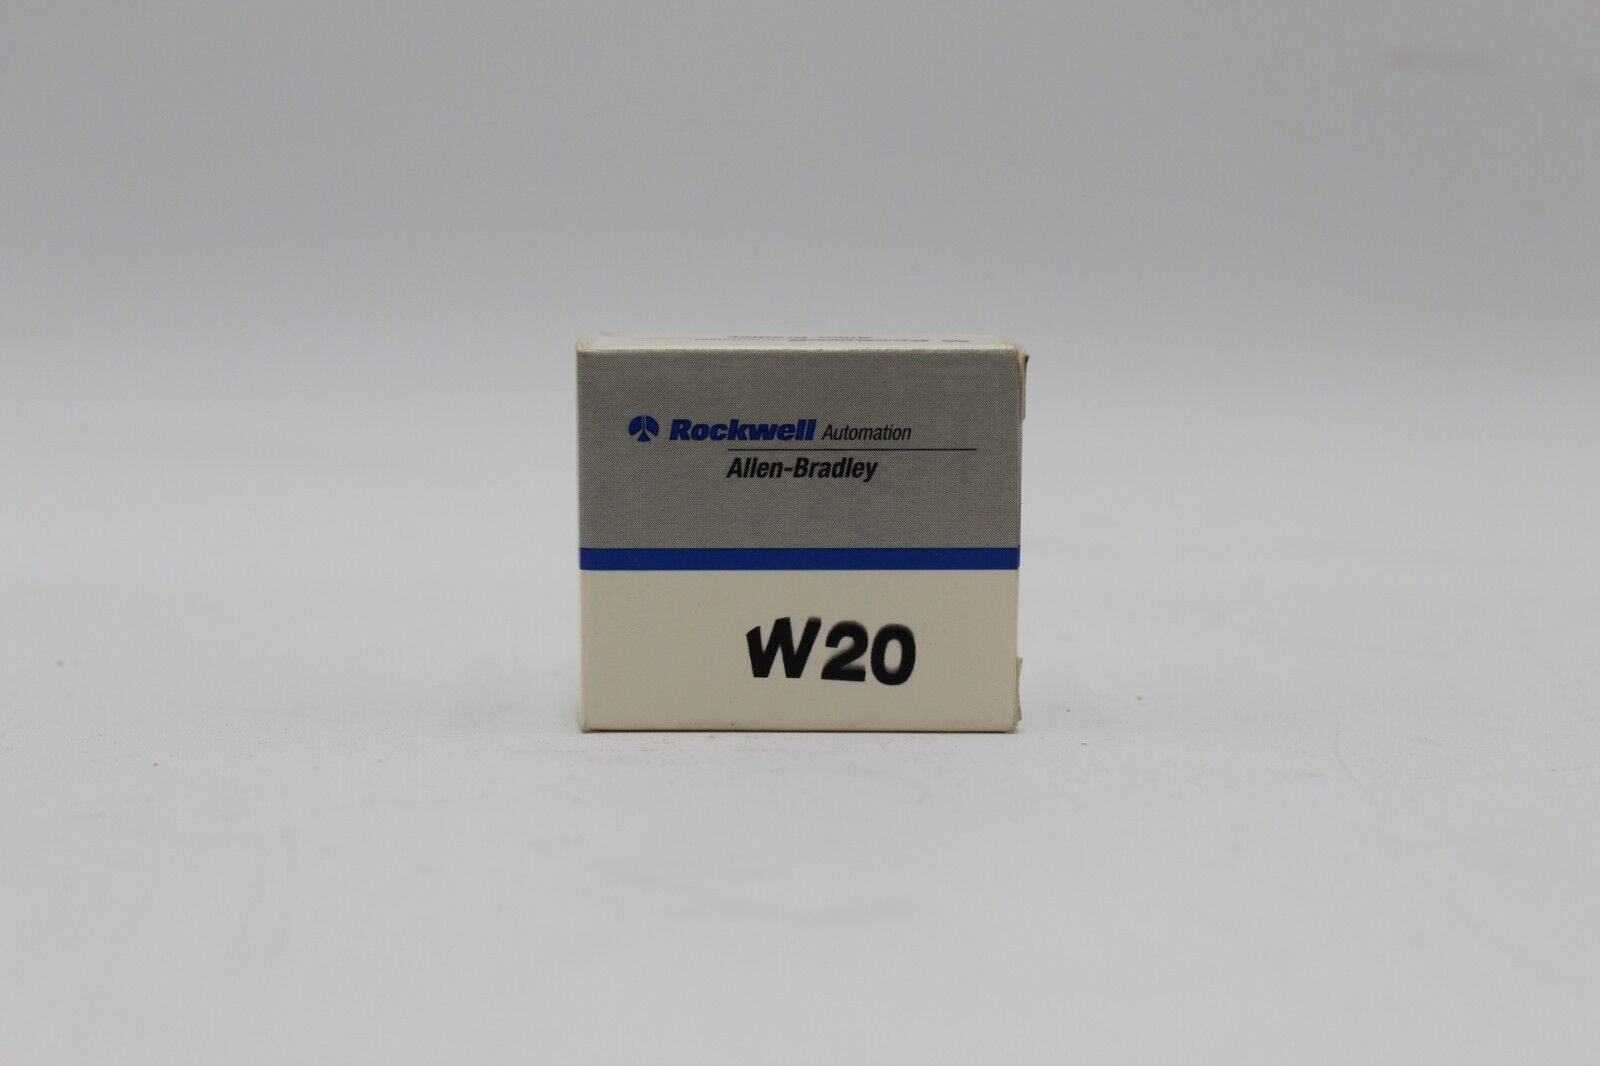 Rockwell Automation
Allen-Bradley
W20